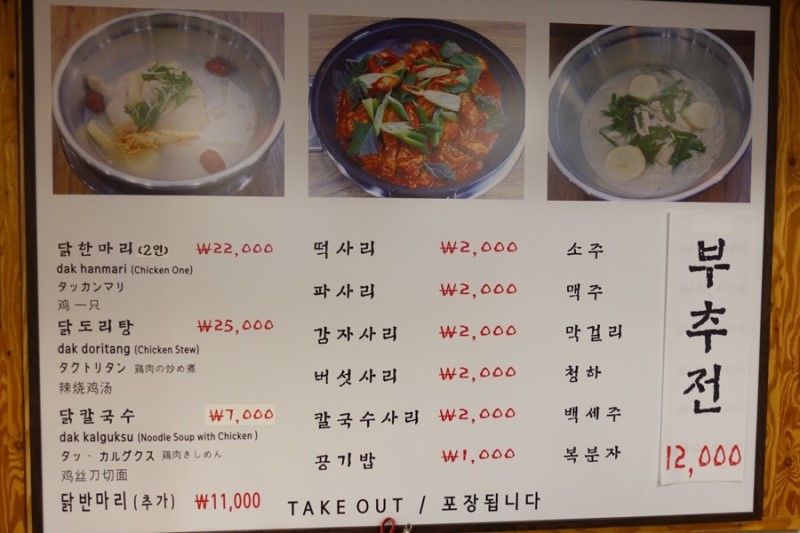 닭한마리 (2인) ₩22,000
dak hanmari (Chicken One)
タッカンマリ
鸡 一只
닭도리탕 ₩25,000
dak doritang (Chicken Stew)
タクトリタン 鶏肉の炒め煮
辣烧鸡汤
닭칼국수 ₩7,000
dak kalguksu (Noodle Soup with Chicken )
タッ・カルグクス 鶏肉きしめん
鸡丝刀切面
닭반마리 (추가) ₩11,000
떡사리 ₩2,000
파사리 ₩2,000
감자사리 ₩2,000
버섯사리 ₩2,000
칼국수사리 ₩2,000
공기밥 ₩1,000
소주
맥주
막걸리
청하
백세주
복분자
부추전
12,000
TAKE OUT / 포장됩니다